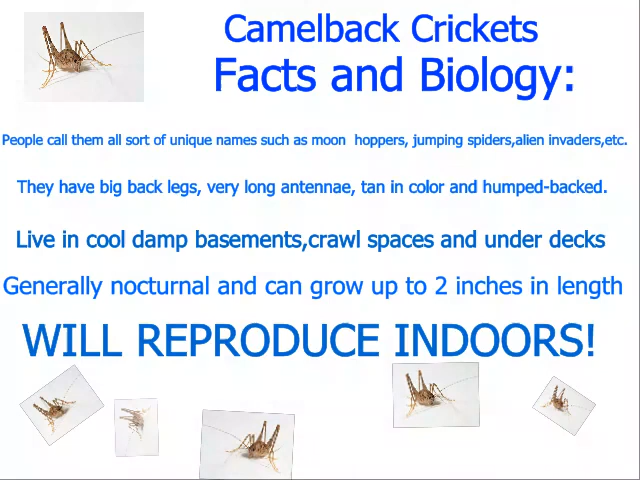 Camelback Crickets
Facts and Biology:
People call them all sort of unique names such as moon  hoppers, jumping spiders,alien invaders,etc.
They have big back legs, very long antennae, tan in color and humped-backed.
Live in cool damp basements,crawl spaces and under decks
Generally nocturnal and can grow up to 2 inches in length
WILL REPRODUCE INDOORS!